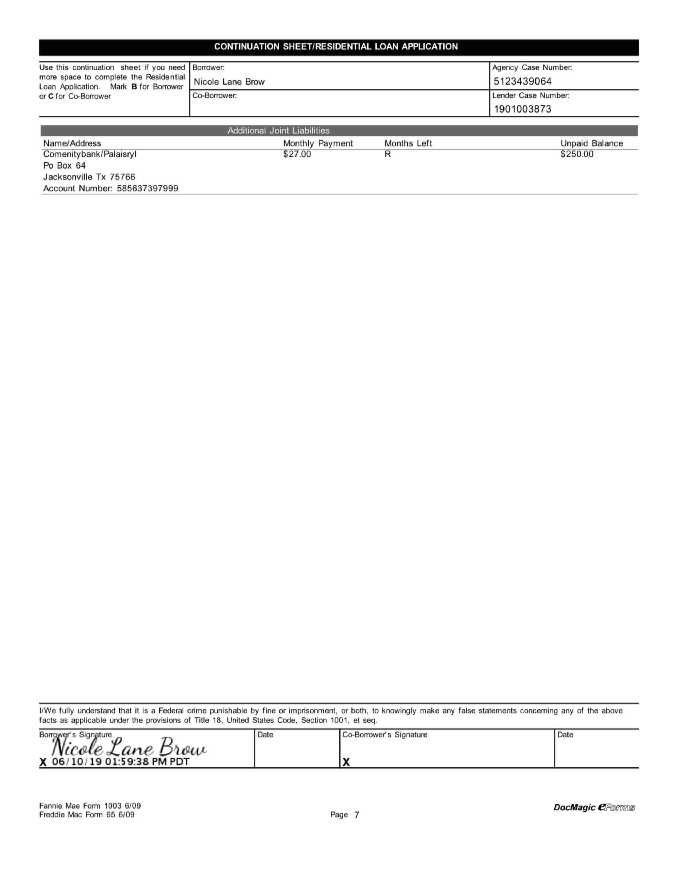 CONTINUATION SHEET/RESIDENTIAL LOAN APPLICATION
Use this continuation sheet if you need
more space to complete the Residential
Loan Application. Mark B for Borrower
or C for Co-Borrower
Borrower:
Nicole Lane Brow
Co-Borrower:
Agency Case Number:
5123439064
Lender Case Number:
1901003873
Additional Joint Liabilities
Name/Address Monthly Payment Months Left Unpaid Balance
Comenitybank/Palaisryl $27.00 R $250.00
Po Box 64
Jacksonville Tx 75766
Account Number: 585637397999
I/We fully understand that it is a Federal crime punishable by fine or imprisonment, or both, to knowingly make any false statements concerning any of the above
facts as applicable under the provisions of Title 18, United States Code, Section 1001, et seq.
Borrower's Signature Date Co-Borrower's Signature Date
Nicole Lane Brow
X 06/10/19 01:59:38 PM PDT X
Fannie Mae Form 1003 6/09
Freddie Mac Form 65 6/09
Page 7
DocMagic eForms